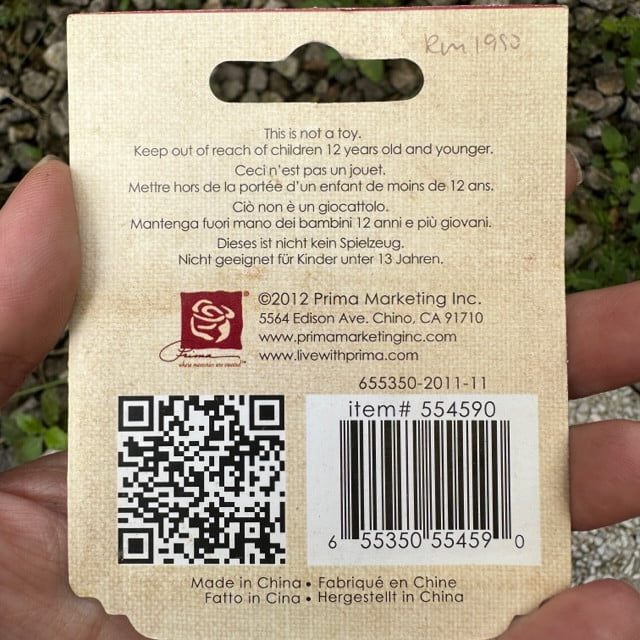 Rm 1950
This is not a toy.
Keep out of reach of children 12 years old and younger.
Ceci n'est pas un jouet.
Mettre hors de la portée d'un enfant de moins de 12 ans.
Ciò non è un giocattolo.
Mantenga fuori mano dei bambini 12 anni e più giovani.
Dieses ist nicht kein Spielzeug.
Nicht geeignet für Kinder unter 13 Jahren.
©2012 Prima Marketing Inc.
5564 Edison Ave. Chino, CA 91710
www.primamarketinginc.com
www.livewithprima.com
Prima
655350-2011-11
item# 554590
6 55350 55459 0
Made in China • Fabriqué en Chine
Fatto in Cina • Hergestellt in China